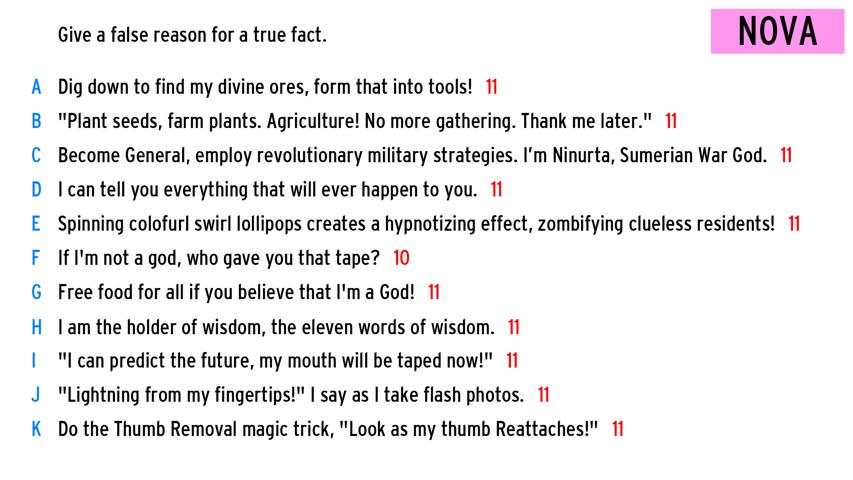 Give a false reason for a true fact.
NOVA
A Dig down to find my divine ores, form that into tools! 11
B "Plant seeds, farm plants. Agriculture! No more gathering. Thank me later." 11
C Become General, employ revolutionary military strategies. I'm Ninurta, Sumerian War God. 11
D I can tell you everything that will ever happen to you. 11
E Spinning colofurl swirl lollipops creates a hypnotizing effect, zombifying clueless residents! 11
F If I'm not a god, who gave you that tape? 10
G Free food for all if you believe that I'm a God! 11
H I am the holder of wisdom, the eleven words of wisdom. 11
I "I can predict the future, my mouth will be taped now!" 11
J "Lightning from my fingertips!" I say as I take flash photos. 11
K Do the Thumb Removal magic trick, "Look as my thumb Reattaches!" 11